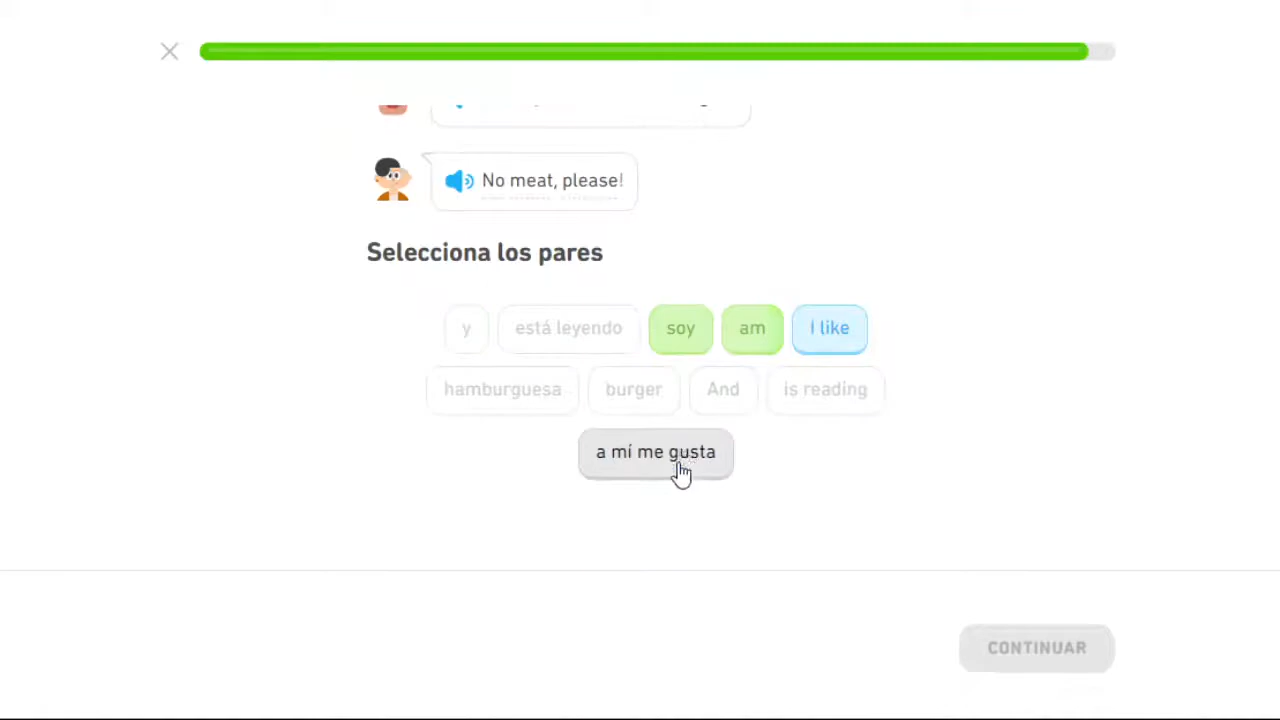 No meat, please!
Selecciona los pares
y está leyendo soy am I like
hamburguesa burger And is reading
a mí me gusta
CONTINUAR